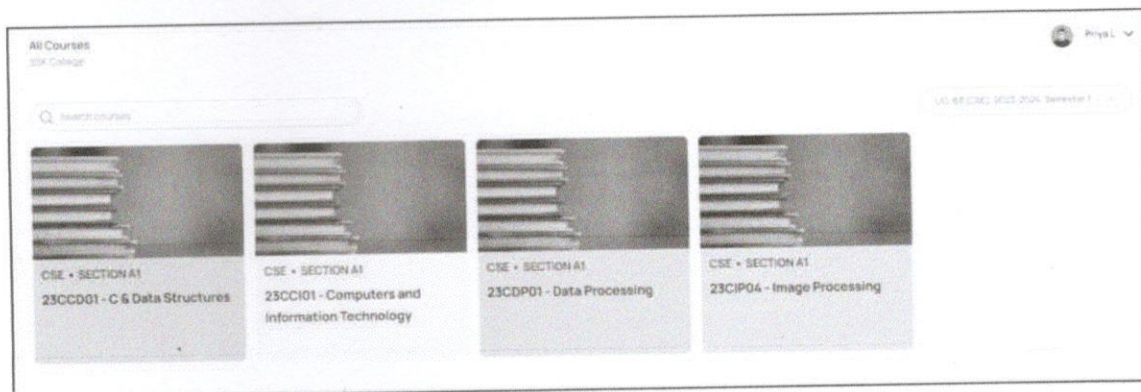 All Courses
Priya L
SSK College
Search courses
CSE • SECTION A1
23CCD01 - C & Data Structures
CSE • SECTION A1
23CCI01 - Computers and
Information Technology
CSE • SECTION A1
23CDP01 - Data Processing
CSE • SECTION A1
23CIP04 - Image Processing